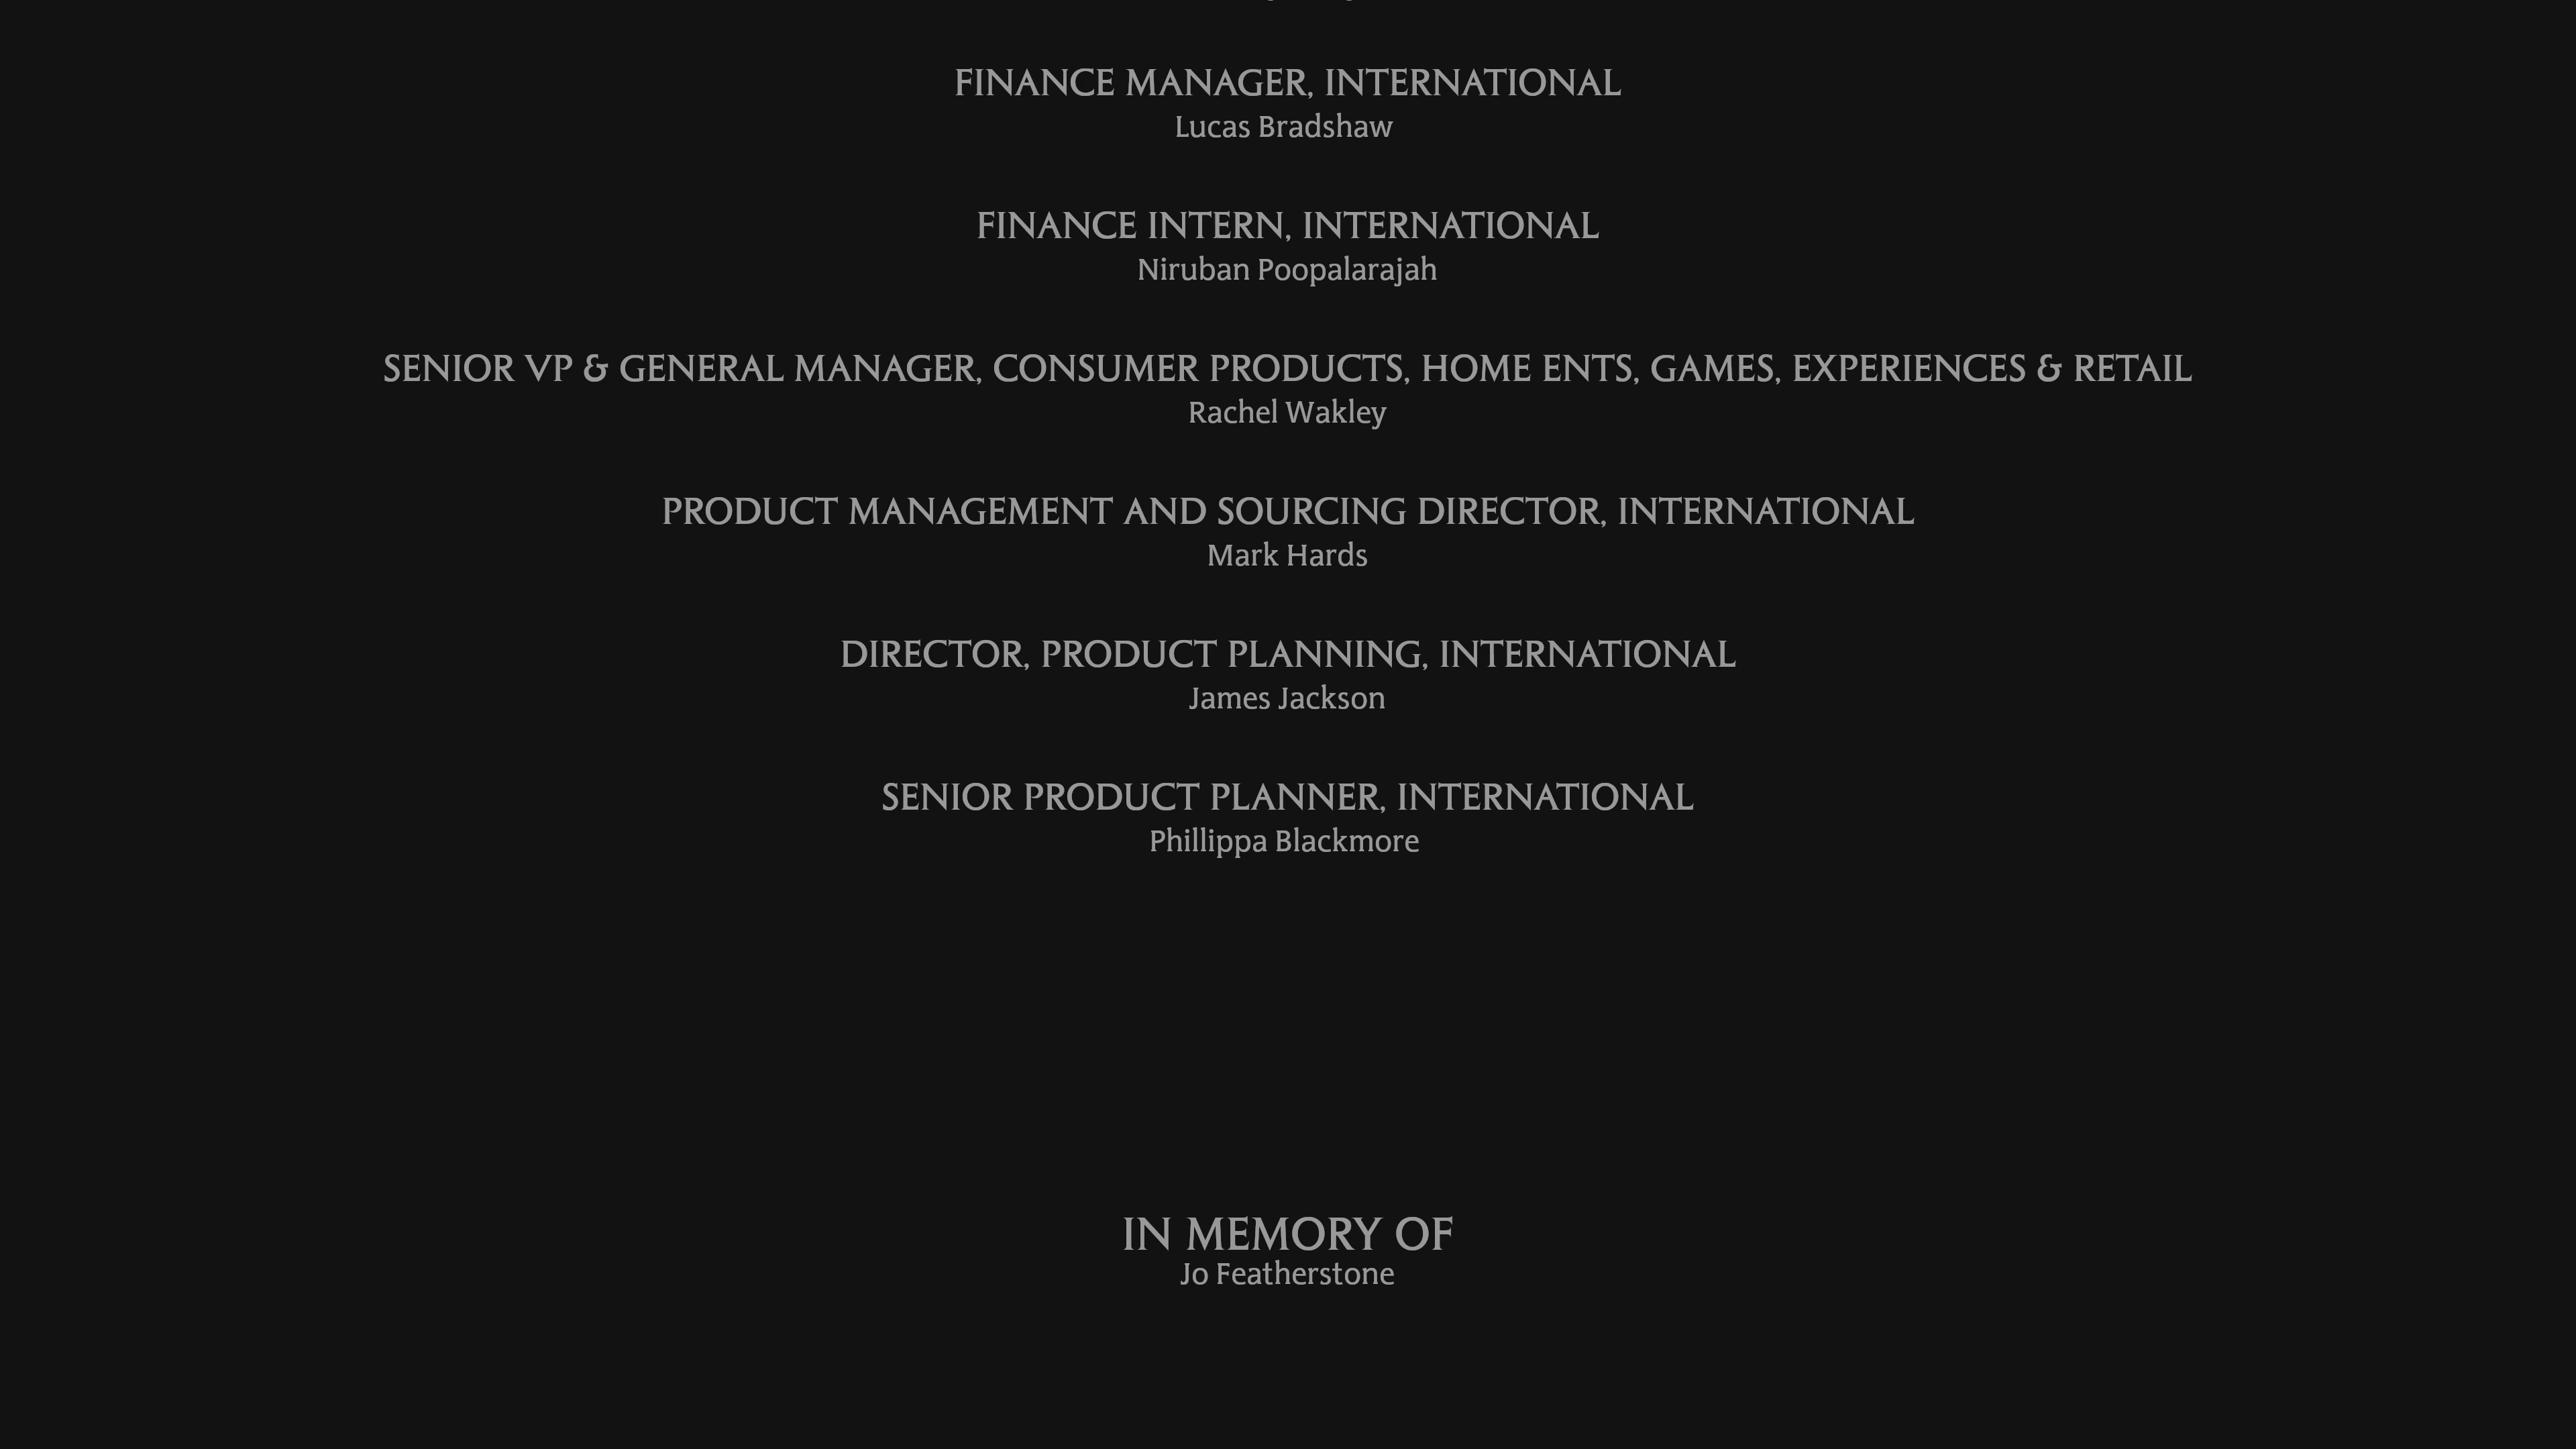 FINANCE MANAGER, INTERNATIONAL
Lucas Bradshaw
FINANCE INTERN, INTERNATIONAL
Niruban Poopalarajah
SENIOR VP & GENERAL MANAGER, CONSUMER PRODUCTS, HOME ENTS, GAMES, EXPERIENCES & RETAIL
Rachel Wakley
PRODUCT MANAGEMENT AND SOURCING DIRECTOR, INTERNATIONAL
Mark Hards
DIRECTOR, PRODUCT PLANNING, INTERNATIONAL
James Jackson
SENIOR PRODUCT PLANNER, INTERNATIONAL
Phillippa Blackmore
IN MEMORY OF
Jo Featherstone